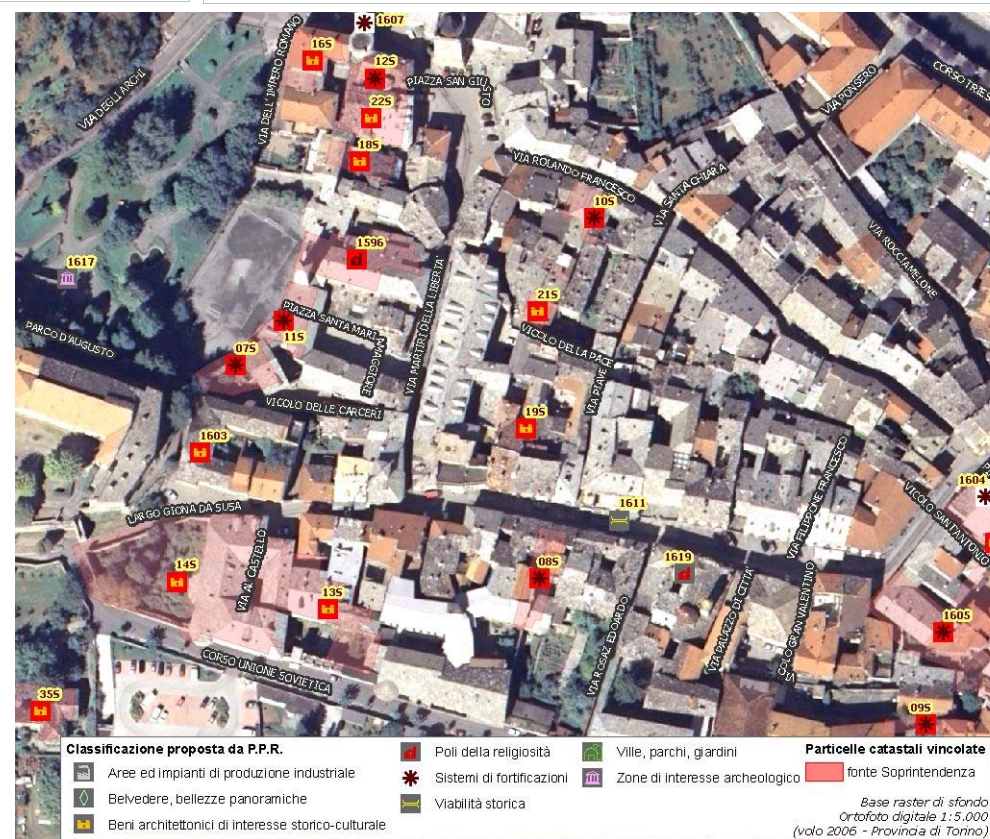 1607
16S
12S
22S
18S
VIA DELL'IMPERO ROMANO
PIAZZA SAN GIUSTO
VIA DEGLI ARCHI
VIA PONSERO
CORSO TRIES
VIA ROLANDO FRANCESCO
VIA SANTA CHIARA
10S
VIA ROCCIAMELONE
1596
1617
21S
PIAZZA SANTA MARIA MAGGIORE
11S
VIA MARTIRI DELLA LIBERTA'
VICOLO DELLA PACE
PARCO D'AUGUSTO
07S
VIA PIAVE
VICOLO DELLE CARCERI
19S
1603
VIA FILIPPONE FRANCESCO
1604
VICOLO SANT'ANTONIO
1611
LARGO GIONA DA SUSA
14S
VIA AL CASTELLO
13S
08S
1619
VIA PALAZZO DI CITTA'
VICOLO GRAN VALENTINO
1605
VIA ROSAZ EDOARDO
CORSO UNIONE SOVIETICA
35S
09S
Classificazione proposta da P.P.R.
Aree ed impianti di produzione industriale
Belvedere, bellezze panoramiche
Beni architettonici di interesse storico-culturale
Poli della religiosità
Sistemi di fortificazioni
Viabilità storica
Ville, parchi, giardini
Zone di interesse archeologico
Particelle catastali vincolate
fonte Soprintendenza
Base raster di sfondo
Ortofoto digitale 1:5.000
(volo 2006 - Provincia di Torino)